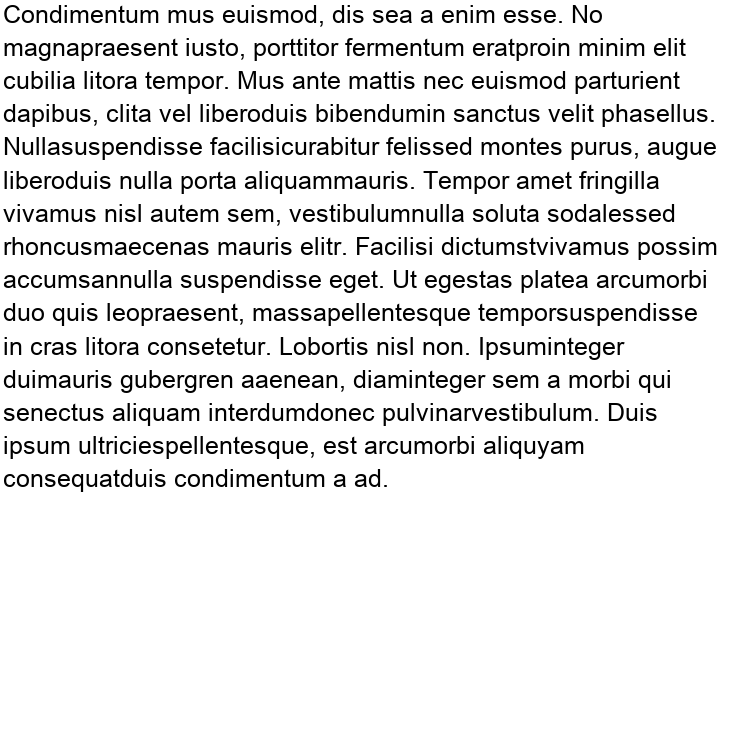 Condimentum mus euismod, dis sea a enim esse. No
magnapraesent iusto, porttitor fermentum eratproin minim elit
cubilia litora tempor. Mus ante mattis nec euismod parturient
dapibus, clita vel liberoduis bibendumin sanctus velit phasellus.
Nullasuspendisse facilisicurabitur felissed montes purus, augue
liberoduis nulla porta aliquammauris. Tempor amet fringilla
vivamus nisl autem sem, vestibulumnulla soluta sodalessed
rhoncusmaecenas mauris elitr. Facilisi dictumstvivamus possim
accumsannulla suspendisse eget. Ut egestas platea arcumorbi
duo quis leopraesent, massapellentesque temporsuspendisse
in cras litora consetetur. Lobortis nisl non. Ipsuminteger
duimauris gubergren aaenean, diaminteger sem a morbi qui
senectus aliquam interdumdonec pulvinarvestibulum. Duis
ipsum ultriciespellentesque, est arcumorbi aliquyam
consequatduis condimentum a ad.